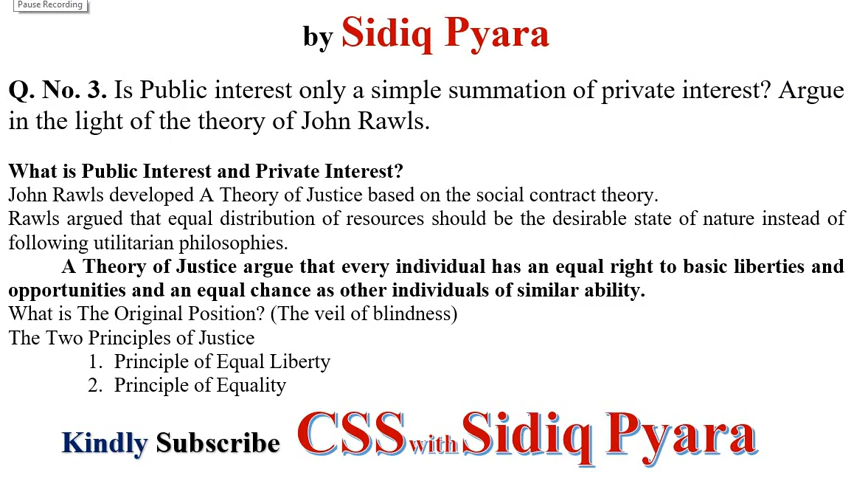 Pause Recording
by Sidiq Pyara
Q. No. 3. Is Public interest only a simple summation of private interest? Argue
in the light of the theory of John Rawls.
What is Public Interest and Private Interest?
John Rawls developed A Theory of Justice based on the social contract theory.
Rawls argued that equal distribution of resources should be the desirable state of nature instead of
following utilitarian philosophies.
A Theory of Justice argue that every individual has an equal right to basic liberties and
opportunities and an equal chance as other individuals of similar ability.
What is The Original Position? (The veil of blindness)
The Two Principles of Justice
1. Principle of Equal Liberty
2. Principle of Equality
Kindly Subscribe CSS with Sidiq Pyara